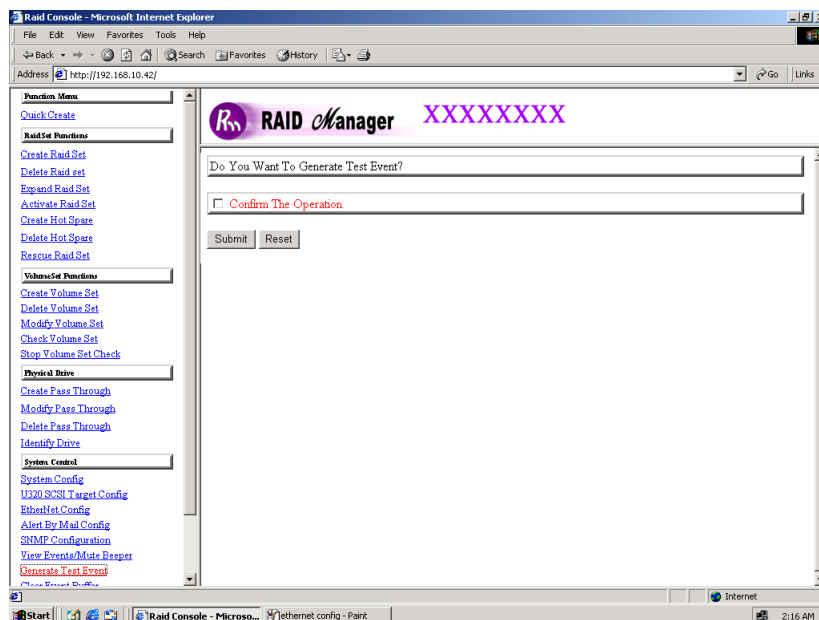 Raid Console - Microsoft Internet Explorer
File Edit View Favorites Tools Help
Back Search Favorites History
Address http://192.168.10.42/ Go Links
Function Menu
Quick Create
RaidSet Functions
Create Raid Set
Delete Raid set
Expand Raid Set
Activate Raid Set
Create Hot Spare
Delete Hot Spare
Rescue Raid Set
VolumeSet Functions
Create Volume Set
Delete Volume Set
Modify Volume Set
Check Volume Set
Stop Volume Set Check
Physical Drive
Create Pass Through
Modify Pass Through
Delete Pass Through
Identify Drive
System Control
System Config
U320 SCSI Target Config
EtherNet Config
Alert By Mail Config
SNMP Configuration
View Events/Mute Beeper
Generate Test Event
Clear Event Buffer
Rm RAID Manager XXXXXXXX
Do You Want To Generate Test Event?
Confirm The Operation
Submit Reset
Internet
Start Raid Console - Microso... ethernet config - Paint 2:16 AM